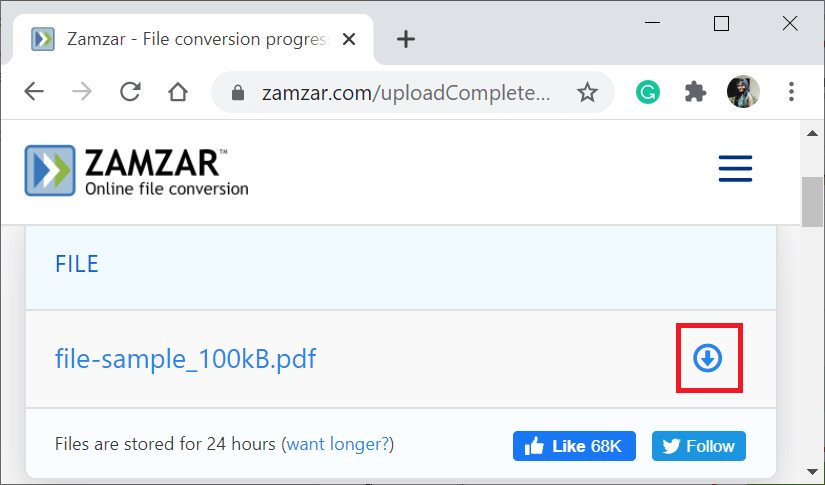 Zamzar - File conversion progres
zamzar.com/uploadComplete...
ZAMZAR™
Online file conversion
FILE
file-sample_100kB.pdf
Files are stored for 24 hours (want longer?)
Like 68K
Follow